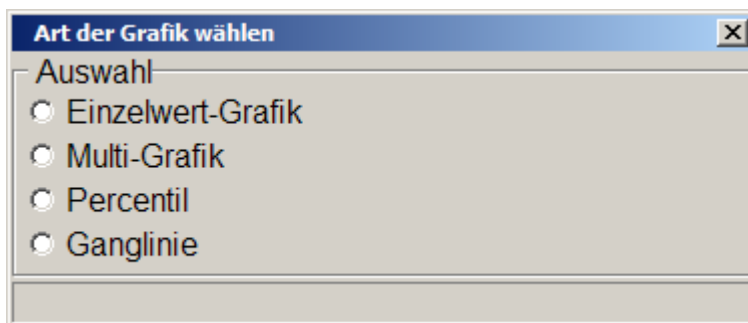 Art der Grafik wählen
Auswahl
Einzelwert-Grafik
Multi-Grafik
Percentil
Ganglinie